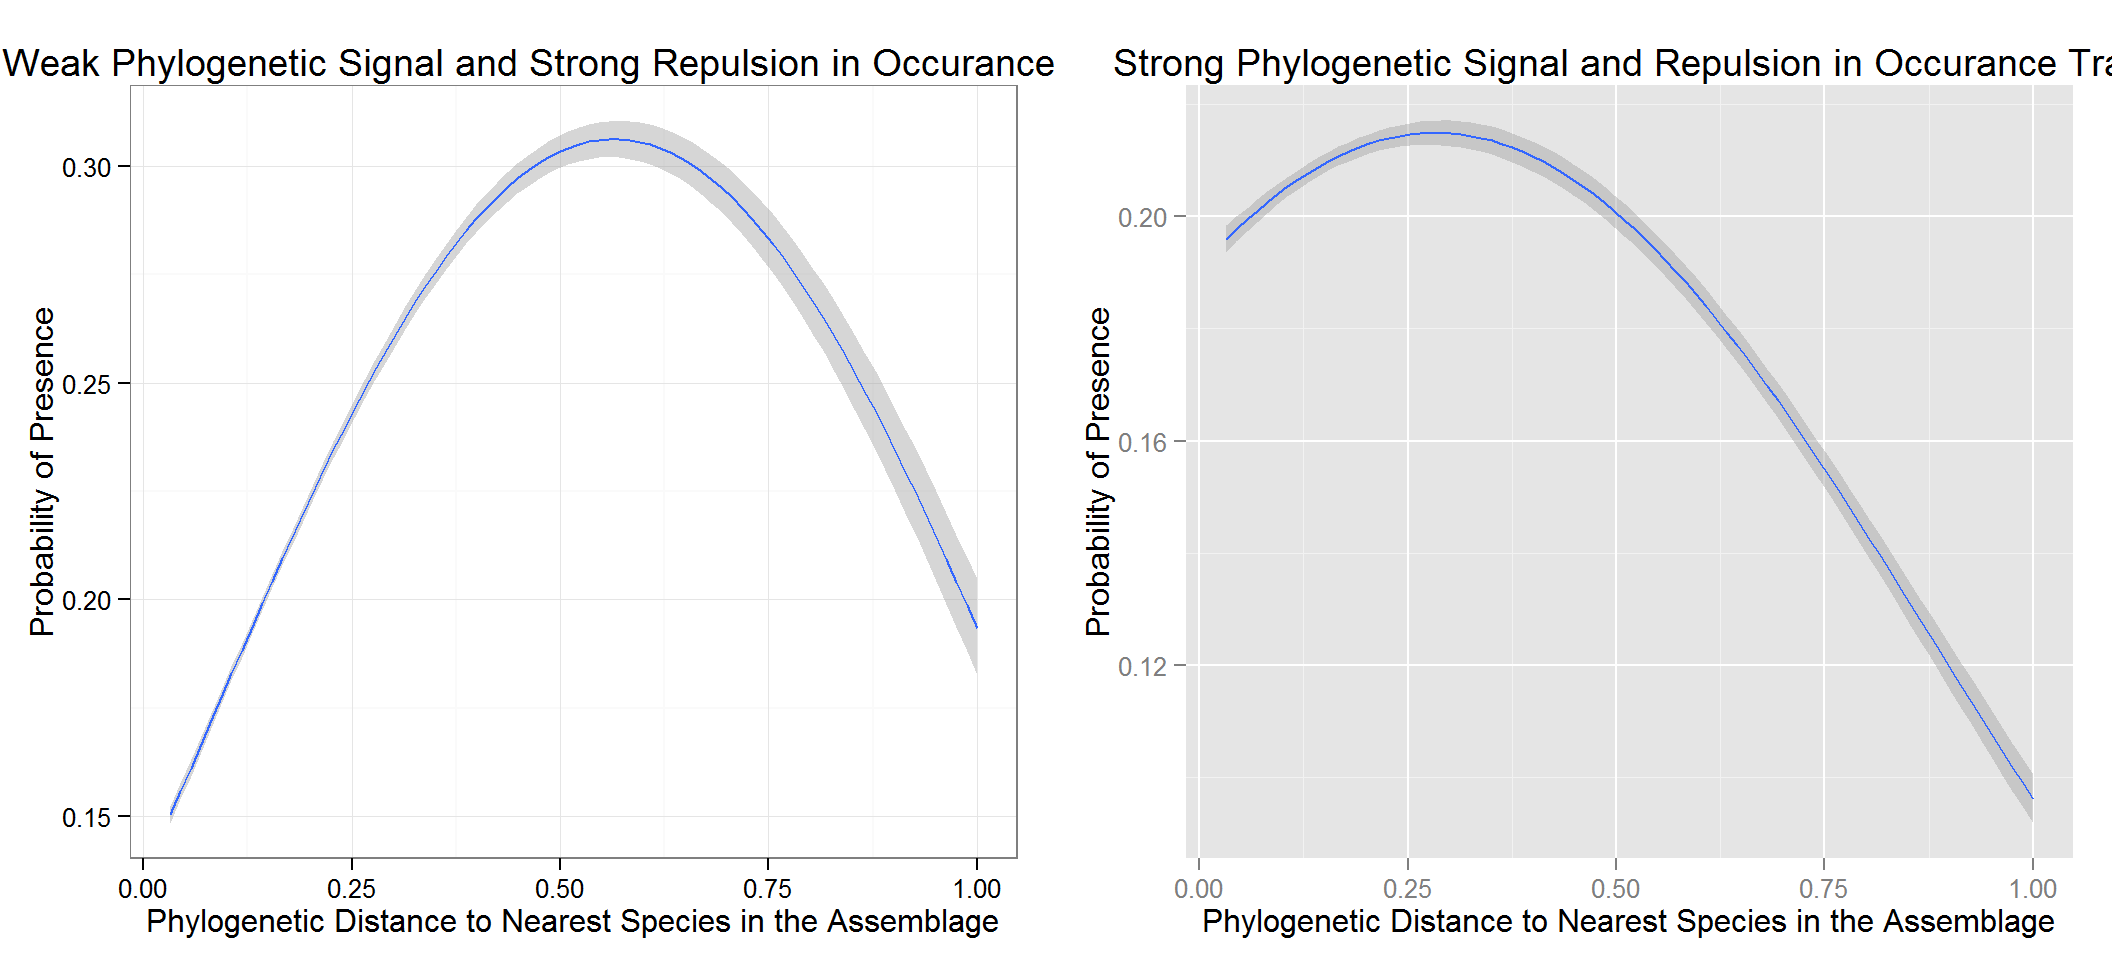 Weak Phylogenetic Signal and Strong Repulsion in Occurance
Probability of Presence
0.30
0.25
0.20
0.15
0.00 0.25 0.50 0.75 1.00
Phylogenetic Distance to Nearest Species in the Assemblage
Strong Phylogenetic Signal and Repulsion in Occurance Tra
Probability of Presence
0.20
0.16
0.12
0.00 0.25 0.50 0.75 1.00
Phylogenetic Distance to Nearest Species in the Assemblage